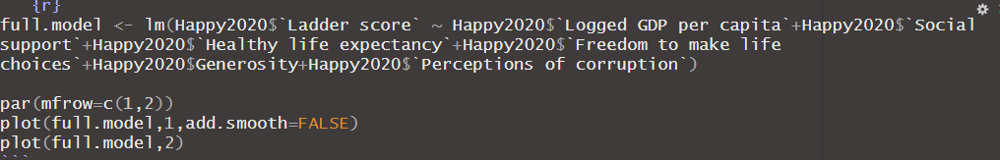 {r}
full.model <- lm(Happy2020$`Ladder score` ~ Happy2020$`Logged GDP per capita`+Happy2020$`Social
support`+Happy2020$`Healthy life expectancy`+Happy2020$`Freedom to make life
choices`+Happy2020$Generosity+Happy2020$`Perceptions of corruption`)
par(mfrow=c(1,2))
plot(full.model,1,add.smooth=FALSE)
plot(full.model,2)
```